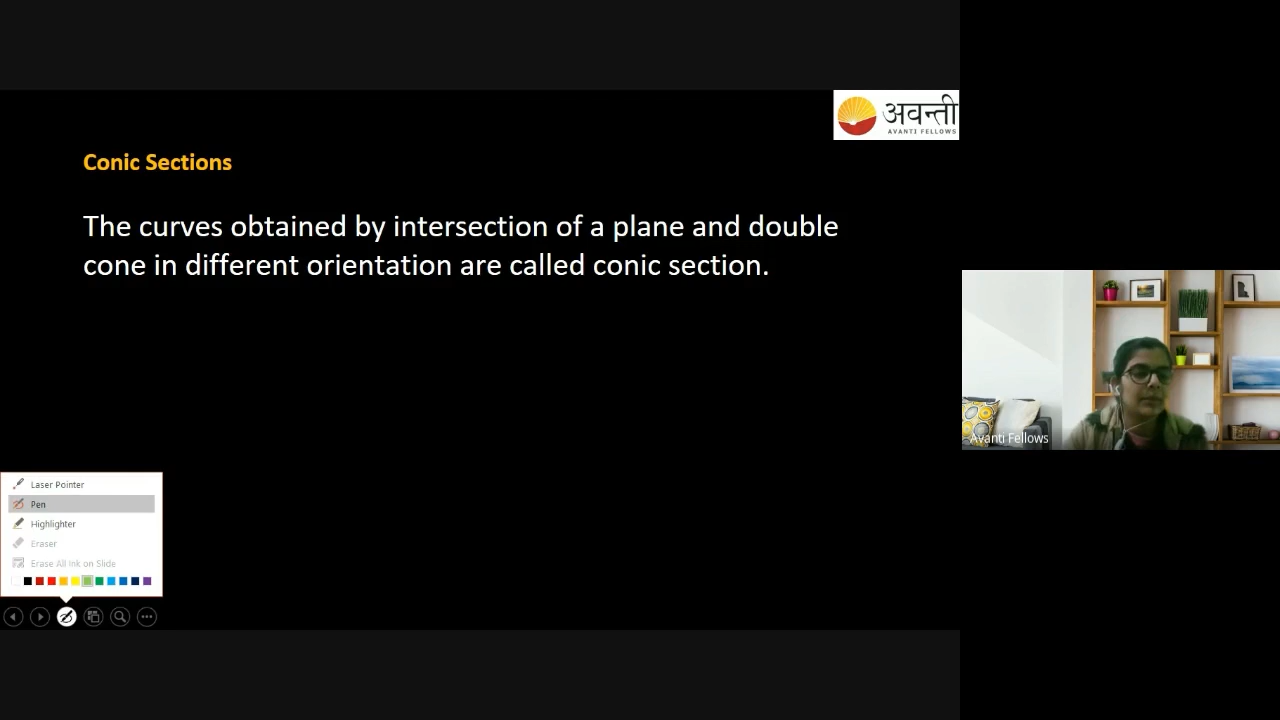 अवन्ती
AVANTI FELLOWS
Conic Sections
The curves obtained by intersection of a plane and double
cone in different orientation are called conic section.
Avanti Fellows
Laser Pointer
Pen
Highlighter
Eraser
Erase All Ink on Slide